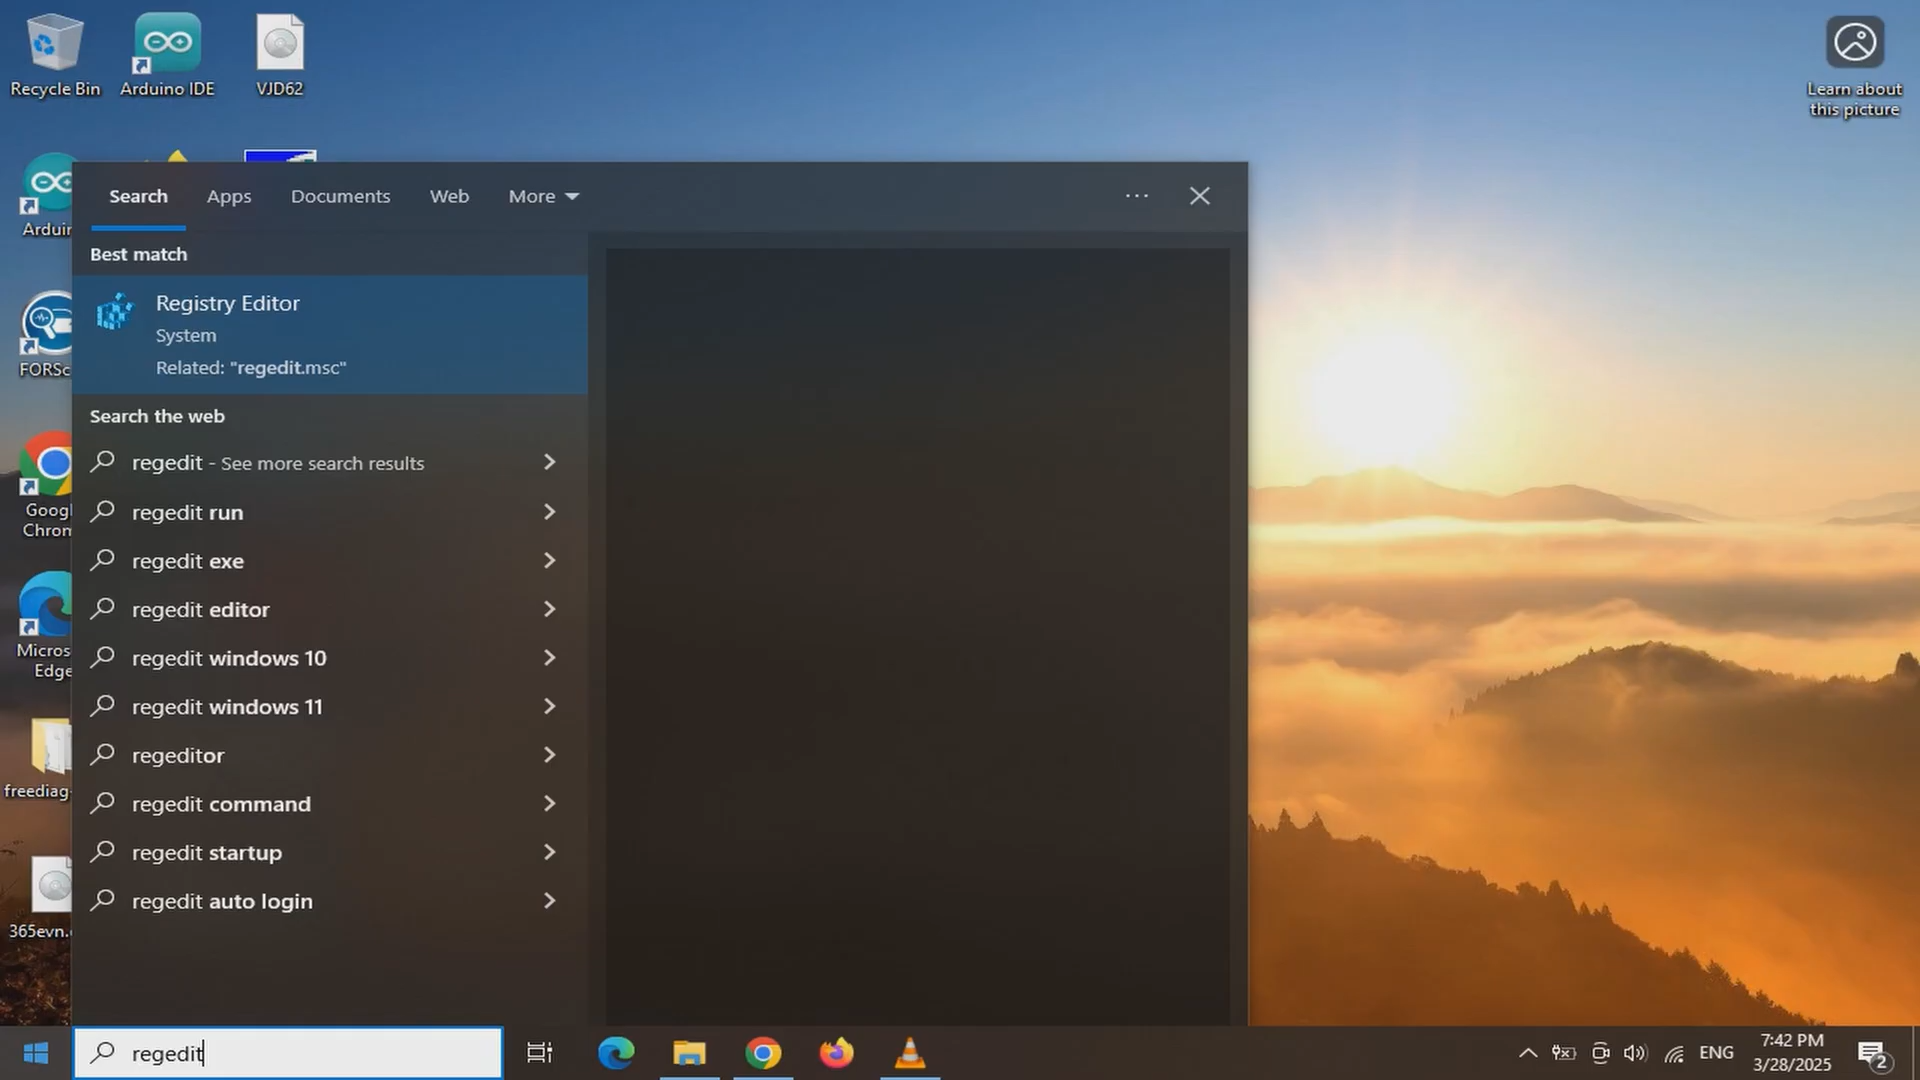 Recycle Bin
Arduino IDE
VJD62
Learn about
this picture
Arduin
FORSc
Googl
Chrom
Micros
Edge
freediag-
365evn.
Search
Apps
Documents
Web
More
Best match
Registry Editor
System
Related: "regedit.msc"
Search the web
regedit - See more search results
regedit run
regedit exe
regedit editor
regedit windows 10
regedit windows 11
regeditor
regedit command
regedit startup
regedit auto login
regedit
ENG
7:42 PM
3/28/2025
2